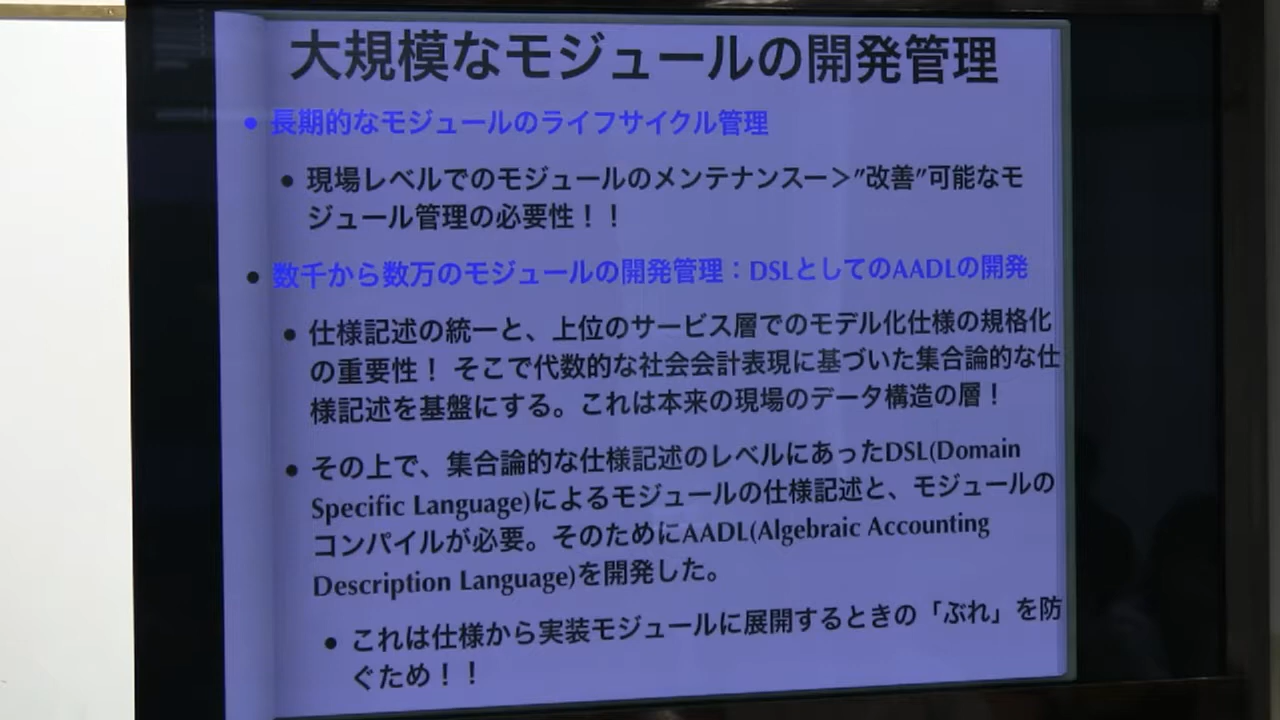 大規模なモジュールの開発管理
• 長期的なモジュールのライフサイクル管理
• 現場レベルでのモジュールのメンテナンスー＞”改善”可能なモ
ジュール管理の必要性！！
• 数千から数万のモジュールの開発管理：DSLとしてのAADLの開発
• 仕様記述の統一と、上位のサービス層でのモデル化仕様の規格化
の重要性！ そこで代数的な社会会計表現に基づいた集合論的な仕
様記述を基盤にする。これは本来の現場のデータ構造の層！
• その上で、集合論的な仕様記述のレベルにあったDSL(Domain
Specific Language)によるモジュールの仕様記述と、モジュールの
コンパイルが必要。そのためにAADL(Algebraic Accounting
Description Language)を開発した。
• これは仕様から実装モジュールに展開するときの「ぶれ」を防
ぐため！！